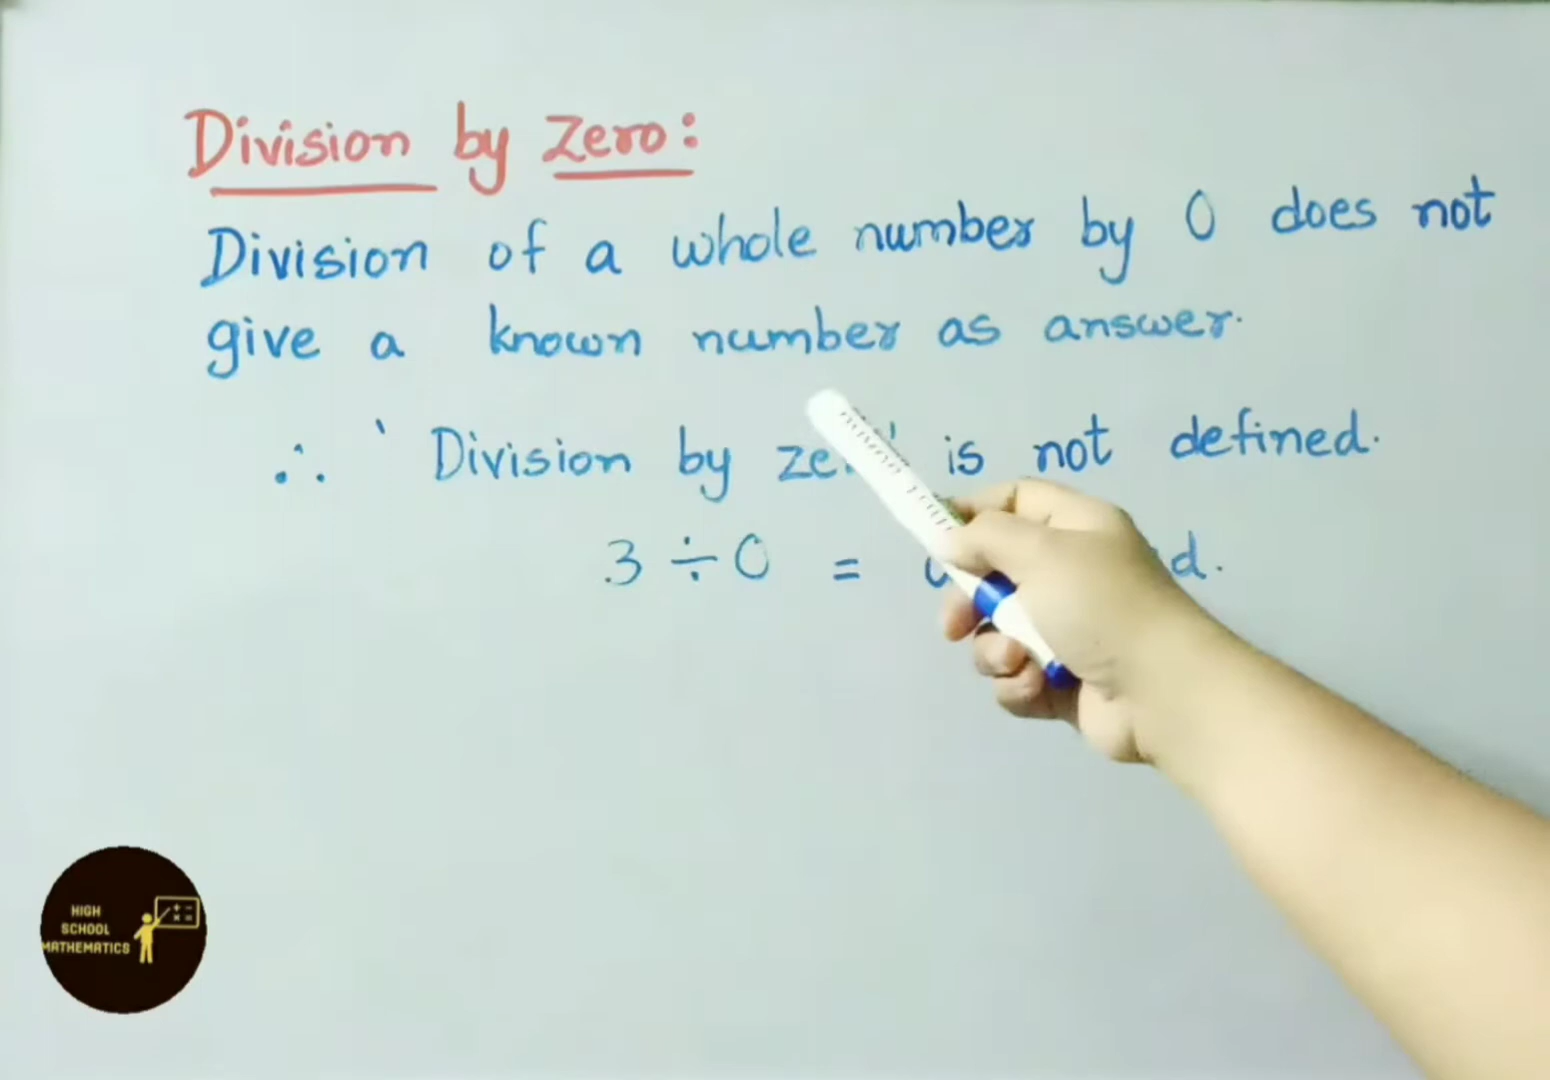 Division by Zero:
Division of a whole number by 0 does not
give a known number as answer.
∴ ' Division by is not defined.
3 ÷ 0 =
HIGH
SCHOOL
MATHEMATICS